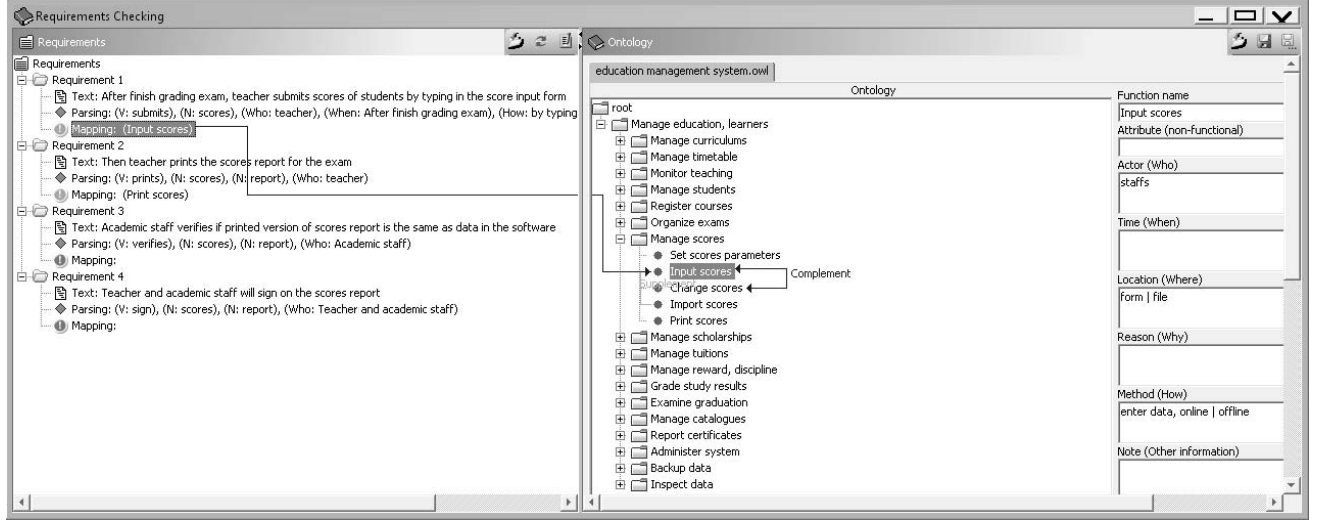 Requirements Checking
Requirements
Requirements
Requirement 1
Text: After finish grading exam, teacher submits scores of students by typing in the score input form
Parsing: (V: submits), (N: scores), (Who: teacher), (When: After finish grading exam), (How: by typing
Mapping: (Input scores)
Requirement 2
Text: Then teacher prints the scores report for the exam
Parsing: (V: prints), (N: scores), (N: report), (Who: teacher)
Mapping: (Print scores)
Requirement 3
Text: Academic staff verifies if printed version of scores report is the same as data in the software
Parsing: (V: verifies), (N: scores), (N: report), (Who: Academic staff)
Mapping:
Requirement 4
Text: Teacher and academic staff will sign on the scores report
Parsing: (V: sign), (N: scores), (N: report), (Who: Teacher and academic staff)
Mapping:
Ontology
education management system.owl
Ontology
root
Manage education, learners
Manage curriculums
Manage timetable
Monitor teaching
Manage students
Register courses
Organize exams
Manage scores
Set scores parameters
Input scores
Complement
Supplement
Change scores
Import scores
Print scores
Manage scholarships
Manage tuitions
Manage reward, discipline
Grade study results
Examine graduation
Manage catalogues
Report certificates
Administer system
Backup data
Inspect data
Function name
Input scores
Attribute (non-functional)
Actor (Who)
staffs
Time (When)
Location (Where)
form | file
Reason (Why)
Method (How)
enter data, online | offline
Note (Other information)